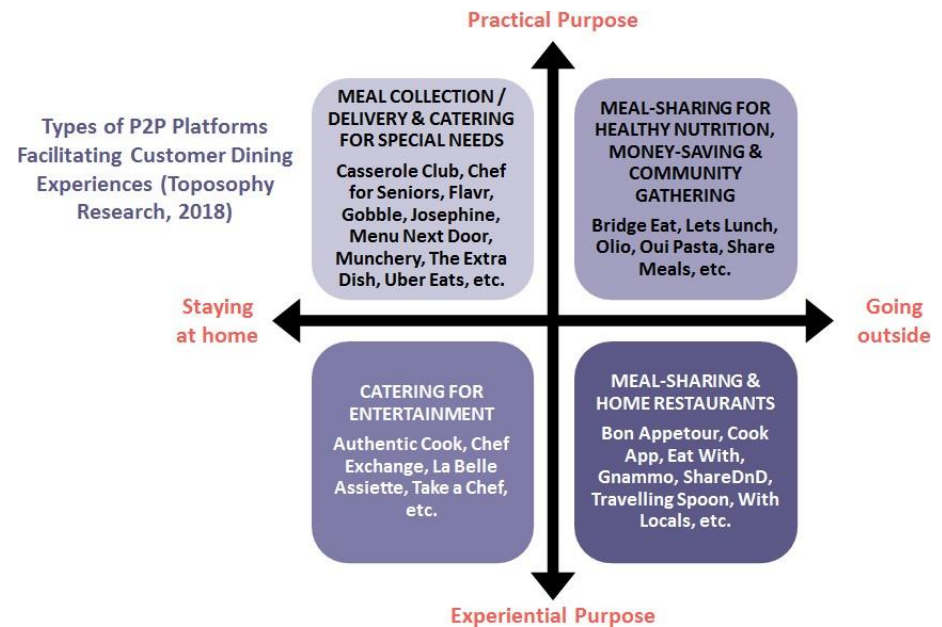 Practical Purpose
Types of P2P Platforms
Facilitating Customer Dining
Experiences (Toposophy
Research, 2018)
MEAL COLLECTION /
DELIVERY & CATERING
FOR SPECIAL NEEDS
Casserole Club, Chef
for Seniors, Flavr,
Gobble, Josephine,
Menu Next Door,
Munchery, The Extra
Dish, Uber Eats, etc.
MEAL-SHARING FOR
HEALTHY NUTRITION,
MONEY-SAVING &
COMMUNITY
GATHERING
Bridge Eat, Lets Lunch,
Olio, Oui Pasta, Share
Meals, etc.
Staying
at home
Going
outside
CATERING FOR
ENTERTAINMENT
Authentic Cook, Chef
Exchange, La Belle
Assiette, Take a Chef,
etc.
MEAL-SHARING &
HOME RESTAURANTS
Bon Appetour, Cook
App, Eat With,
Gnammo, ShareDnD,
Travelling Spoon, With
Locals, etc.
Experiential Purpose